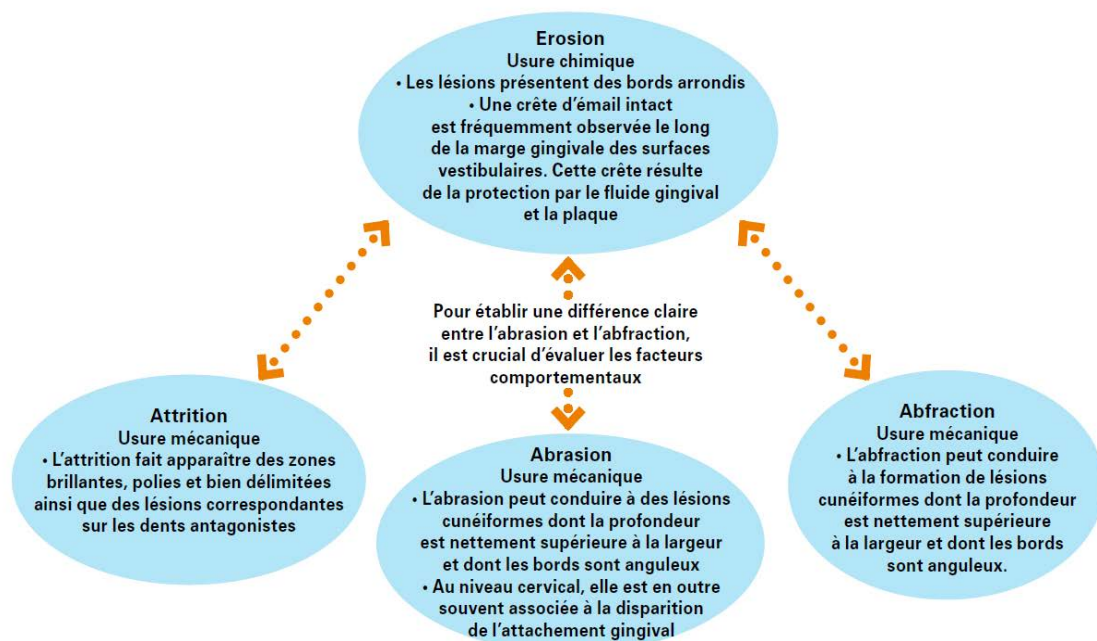 Erosion
Usure chimique
• Les lésions présentent des bords arrondis
• Une crête d'émail intact
est fréquemment observée le long
de la marge gingivale des surfaces
vestibulaires. Cette crête résulte
de la protection par le fluide gingival
et la plaque
Pour établir une différence claire
entre l'abrasion et l'abfraction,
il est crucial d'évaluer les facteurs
comportementaux
Attrition
Usure mécanique
• L'attrition fait apparaître des zones
brillantes, polies et bien délimitées
ainsi que des lésions correspondantes
sur les dents antagonistes
Abrasion
Usure mécanique
• L'abrasion peut conduire à des lésions
cunéiformes dont la profondeur
est nettement supérieure à la largeur
et dont les bords sont anguleux
• Au niveau cervical, elle est en outre
souvent associée à la disparition
de l'attachement gingival
Abfraction
Usure mécanique
• L'abfraction peut conduire
à la formation de lésions
cunéiformes dont la profondeur
est nettement supérieure
à la largeur et dont les bords
sont anguleux.